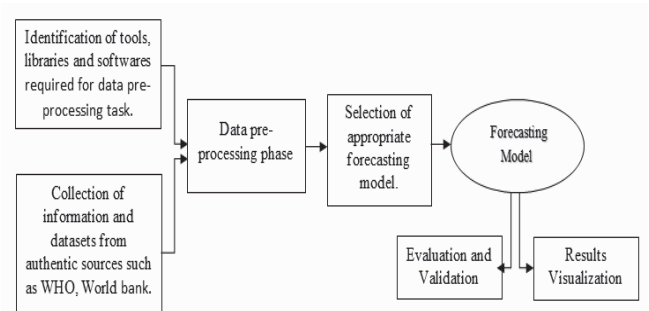 Identification of tools,
libraries and softwares
required for data pre-
processing task.
Collection of
information and
datasets from
authentic sources such
as WHO, World bank.
Data pre-
processing phase
Selection of
appropriate
forecasting
model.
Forecasting
Model
Evaluation and
Validation
Results
Visualization